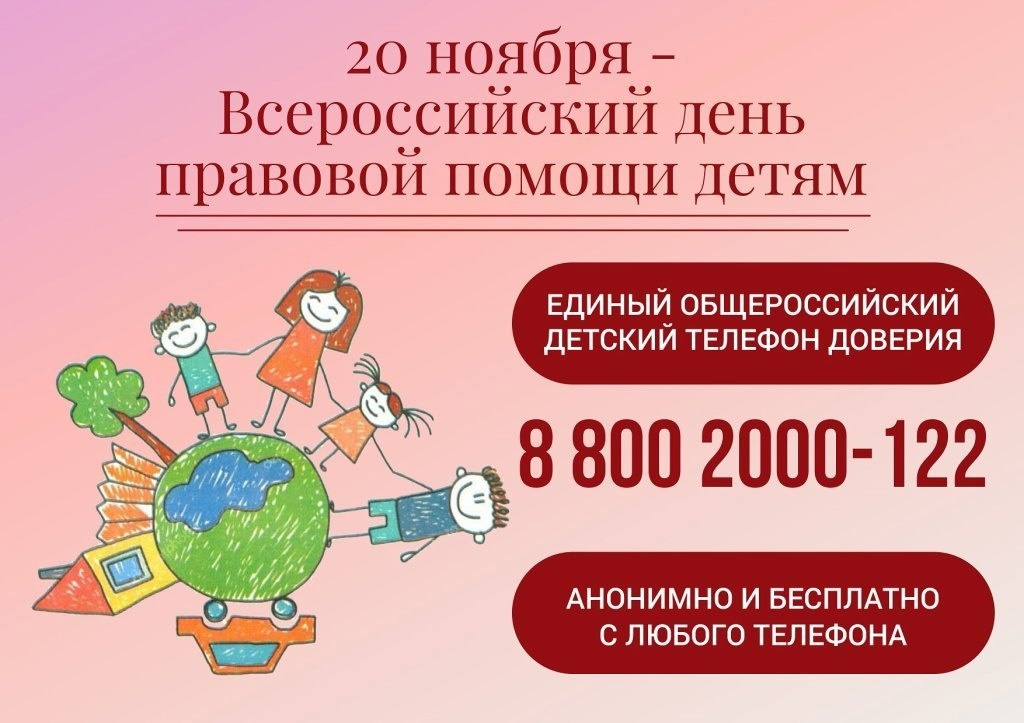 20 ноября -
Всероссийский день
правовой помощи детям
ЕДИНЫЙ ОБЩЕРОССИЙСКИЙ
ДЕТСКИЙ ТЕЛЕФОН ДОВЕРИЯ
8 800 2000-122
АНОНИМНО И БЕСПЛАТНО
С ЛЮБОГО ТЕЛЕФОНА